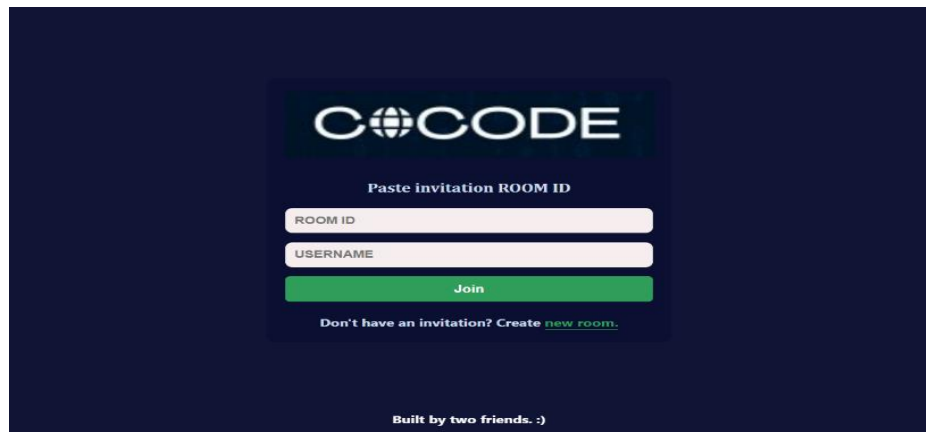 COCODE
Paste invitation ROOM ID
ROOM ID
USERNAME
Join
Don't have an invitation? Create new room.
Built by two friends. :)